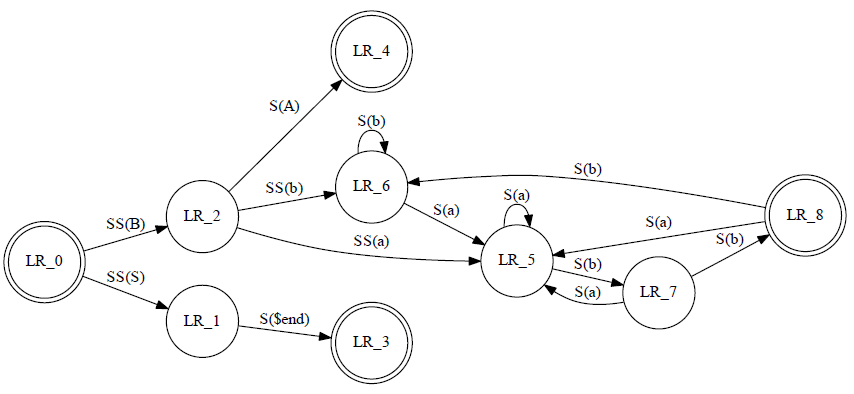 LR_4
S(A)
S(b)
LR_6
SS(b)
S(b)
S(a)
S(a)
S(a)
LR_2
SS(B)
SS(a)
LR_8
S(b)
LR_0
LR_5
S(b)
SS(S)
S(a)
LR_7
LR_1
S($end)
LR_3